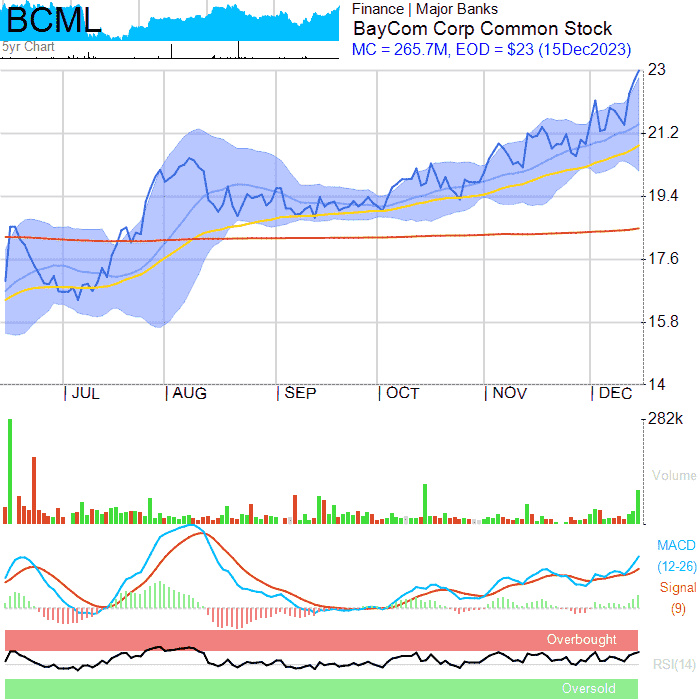 BCML
5yr Chart
Finance | Major Banks
BayCom Corp Common Stock
MC = 265.7M, EOD = $23 (15Dec2023)
23
21.2
19.4
17.6
15.8
14
JUL AUG SEP OCT NOV DEC
282k
Volume
MACD
(12-26)
Signal
(9)
Overbought
RSI(14)
Oversold